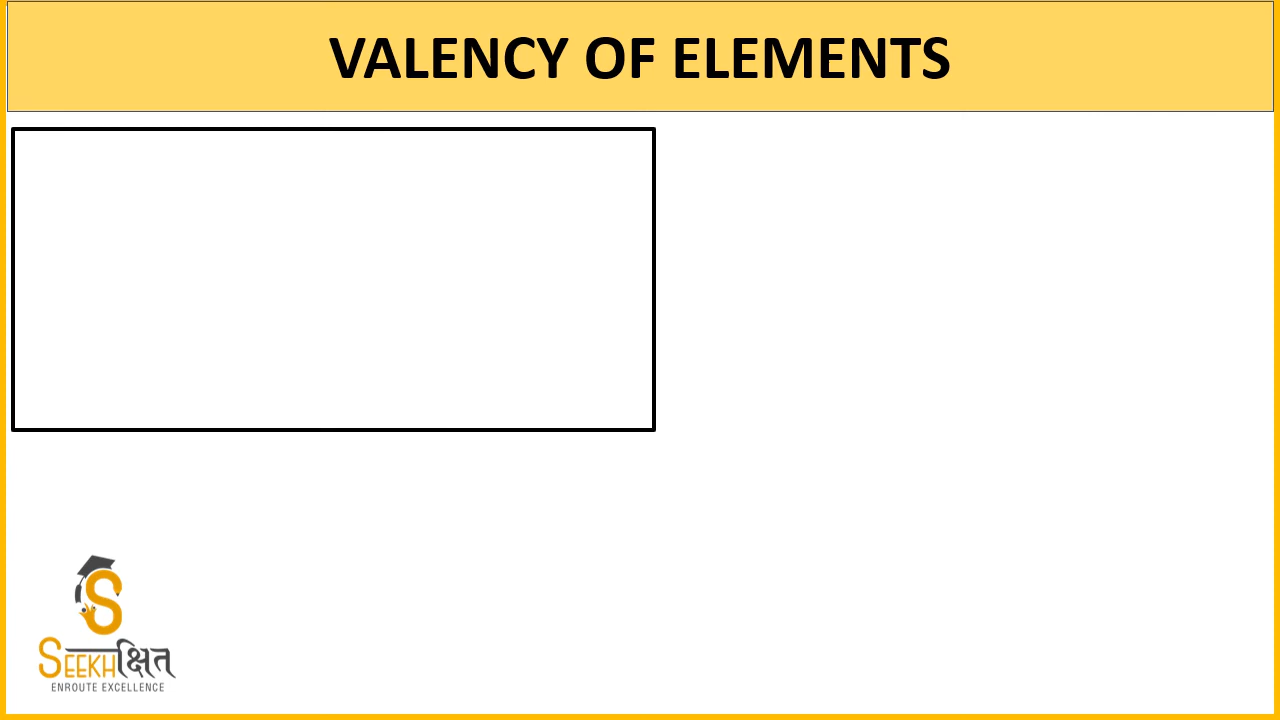 VALENCY OF ELEMENTS
S
SEEKHक्षित
ENROUTE EXCELLENCE